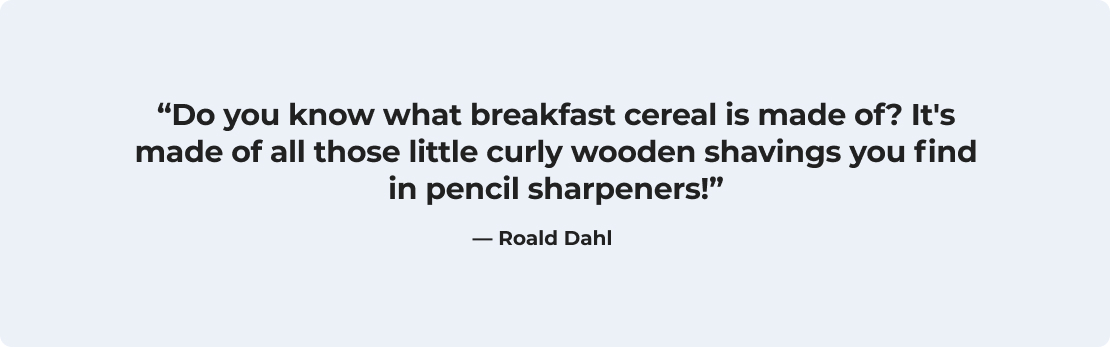 “Do you know what breakfast cereal is made of? It's
made of all those little curly wooden shavings you find
in pencil sharpeners!”
— Roald Dahl